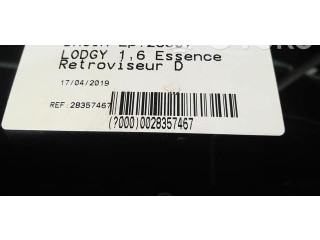 LODGY 1,6 Essence
Retroviseur D
17/04/2019
REF: 28357467
(?000)0028357467